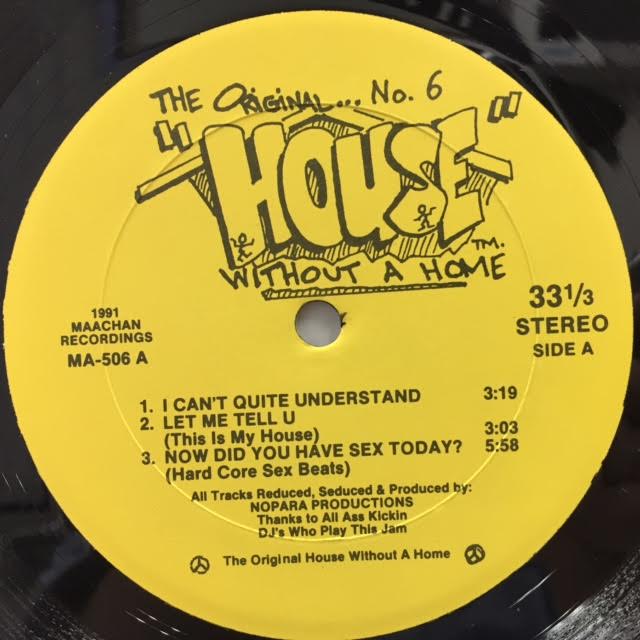 THE ORIGINAL... No. 6
"HOUSE"
TM.
WITHOUT A HOME
1991
MAACHAN
RECORDINGS
MA-506 A
33 1/3
STEREO
SIDE A
1. I CAN'T QUITE UNDERSTAND 3:19
2. LET ME TELL U
(This Is My House) 3:03
3. NOW DID YOU HAVE SEX TODAY? 5:58
(Hard Core Sex Beats)
All Tracks Reduced, Seduced & Produced by:
NOPARA PRODUCTIONS
Thanks to All Ass Kickin
DJ's Who Play This Jam
The Original House Without A Home